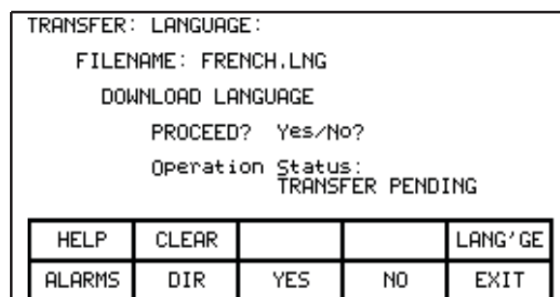 TRANSFER: LANGUAGE:
FILENAME: FRENCH.LNG
DOWNLOAD LANGUAGE
PROCEED? Yes/No?
Operation Status:
TRANSFER PENDING
HELP CLEAR LANG'GE
ALARMS DIR YES NO EXIT